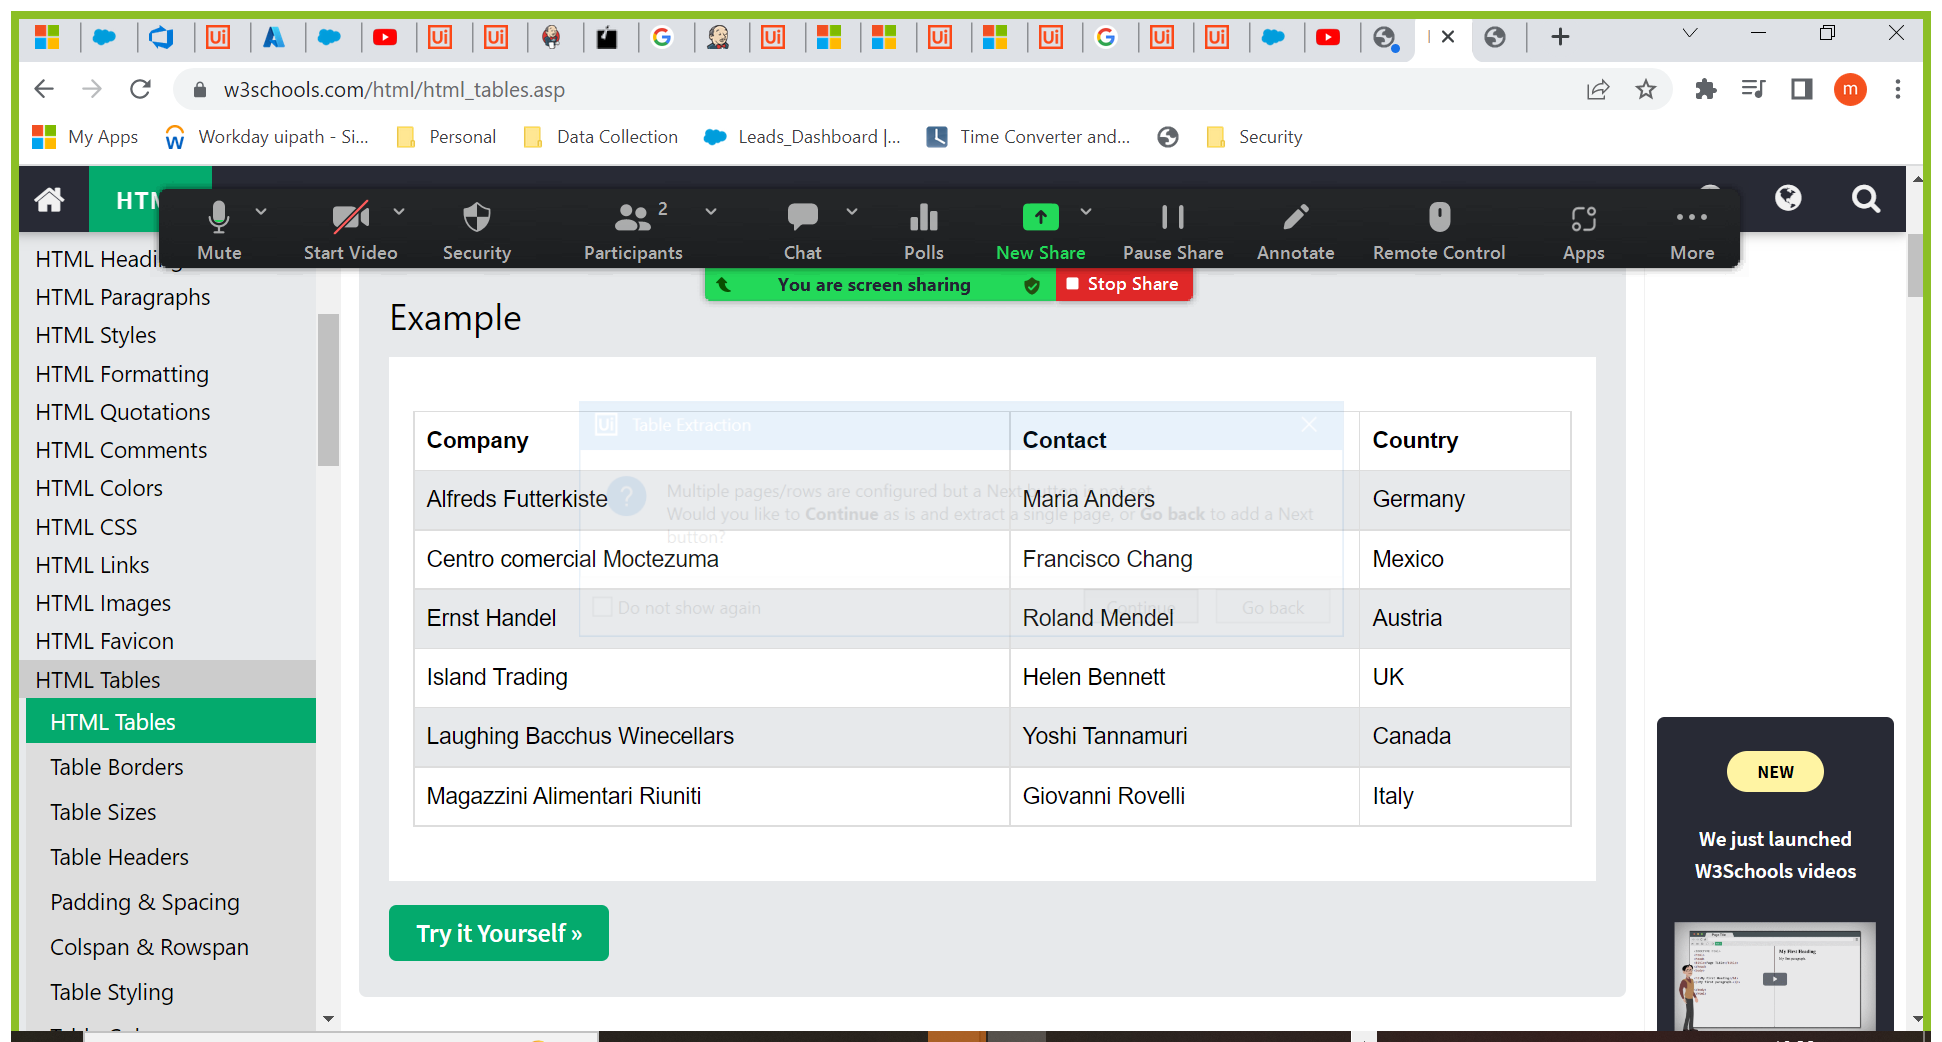 w3schools.com/html/html_tables.asp
m
My Apps
Workday uipath - Si...
Personal
Data Collection
Leads_Dashboard |...
Time Converter and...
Security
Mute
Start Video
Security
2
Participants
Chat
Polls
New Share
Pause Share
Annotate
Remote Control
Apps
More
You are screen sharing
Stop Share
HTML Paragraphs
HTML Styles
HTML Formatting
HTML Quotations
HTML Comments
HTML Colors
HTML CSS
HTML Links
HTML Images
HTML Favicon
HTML Tables
HTML Tables
Table Borders
Table Sizes
Table Headers
Padding & Spacing
Colspan & Rowspan
Table Styling
Example
Company Contact Country
Alfreds Futterkiste Maria Anders Germany
Centro comercial Moctezuma Francisco Chang Mexico
Ernst Handel Roland Mendel Austria
Island Trading Helen Bennett UK
Laughing Bacchus Winecellars Yoshi Tannamuri Canada
Magazzini Alimentari Riuniti Giovanni Rovelli Italy
Ui Table Extraction
Multiple pages/rows are configured but a Next button is not set.
Would you like to Continue as is and extract a single page, or Go back to add a Next
button?
Do not show again
Continue
Go back
Try it Yourself »
NEW
We just launched
W3Schools videos
My First Heading